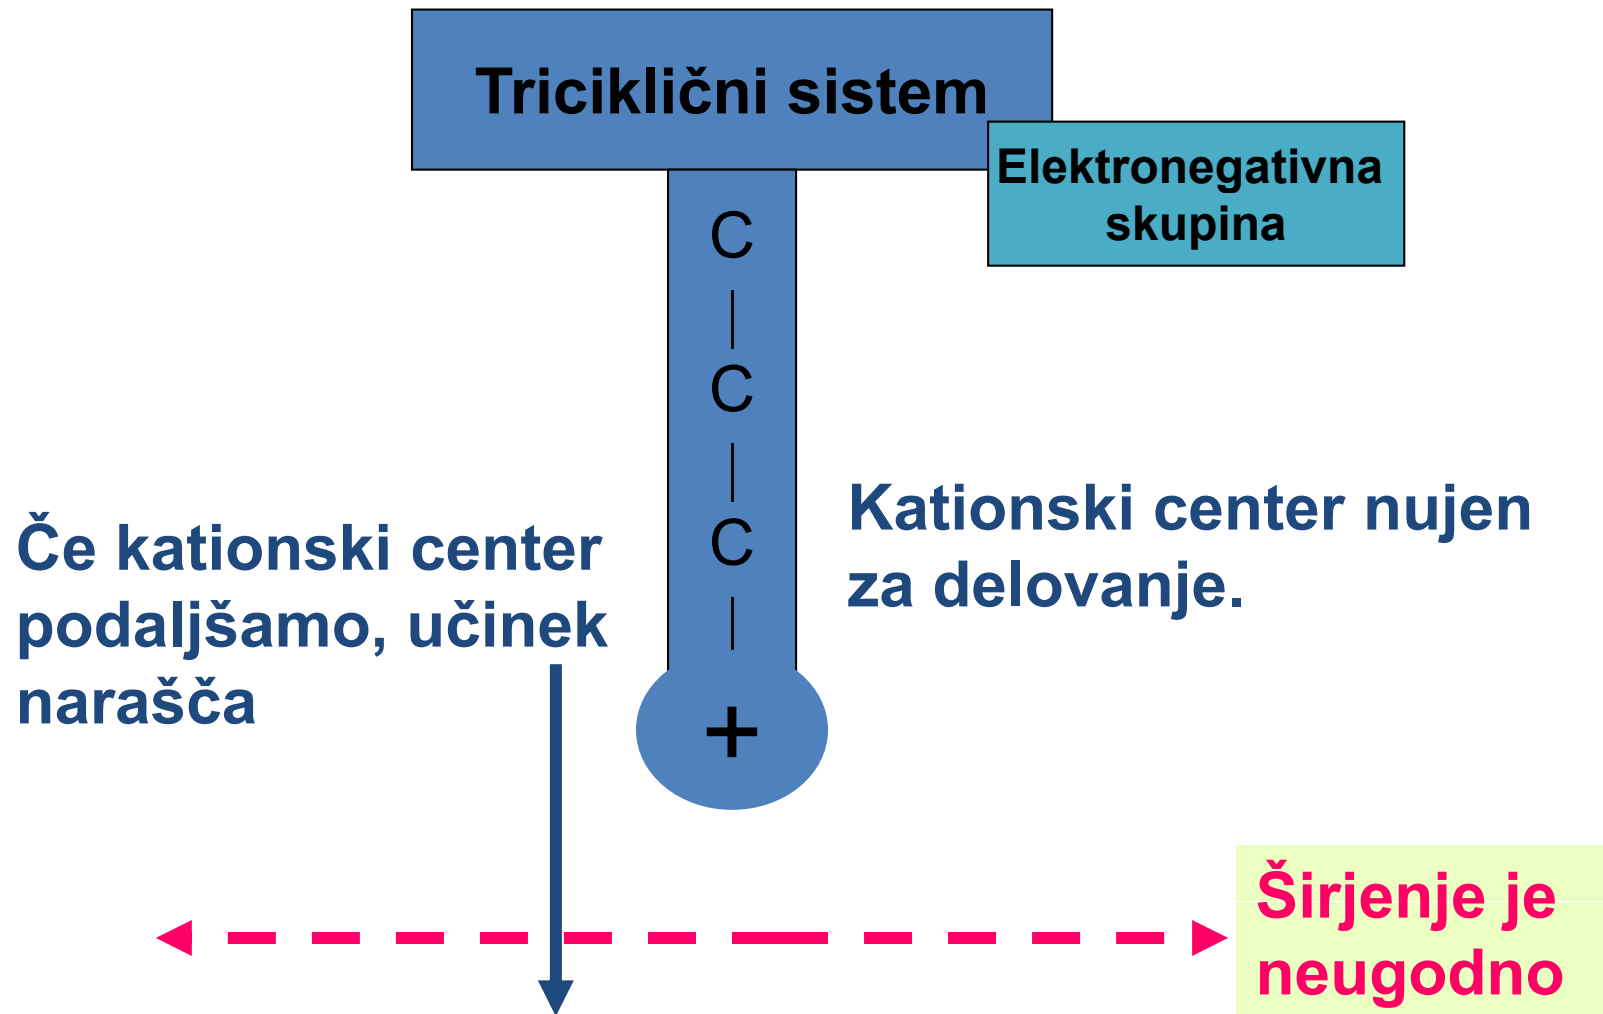 Triciklični sistem
Elektronegativna
skupina
C
C
C
+
Kationski center nujen
za delovanje.
Če kationski center
podaljšamo, učinek
narašča
Širjenje je
neugodno